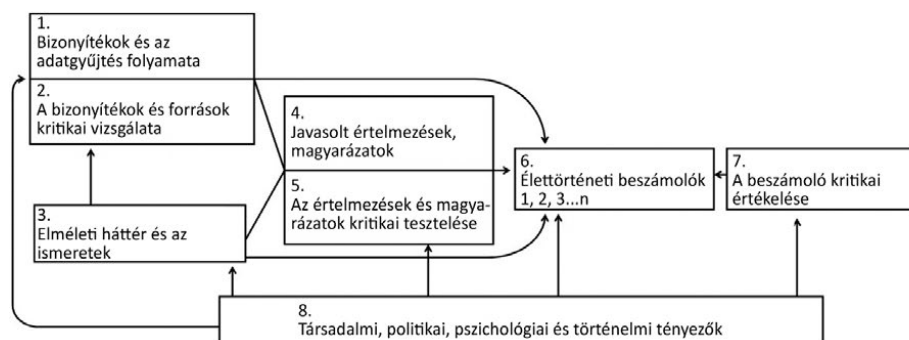 1.
Bizonyítékok és az
adatgyűjtés folyamata
2.
A bizonyítékok és források
kritikai vizsgálata
3.
Elméleti háttér és az
ismeretek
4.
Javasolt értelmezések,
magyarázatok
5.
Az értelmezések és magya-
rázatok kritikai tesztelése
6.
Élettörténeti beszámolók
1, 2, 3...n
7.
A beszámoló kritikai
értékelése
8.
Társadalmi, politikai, pszichológiai és történelmi tényezők